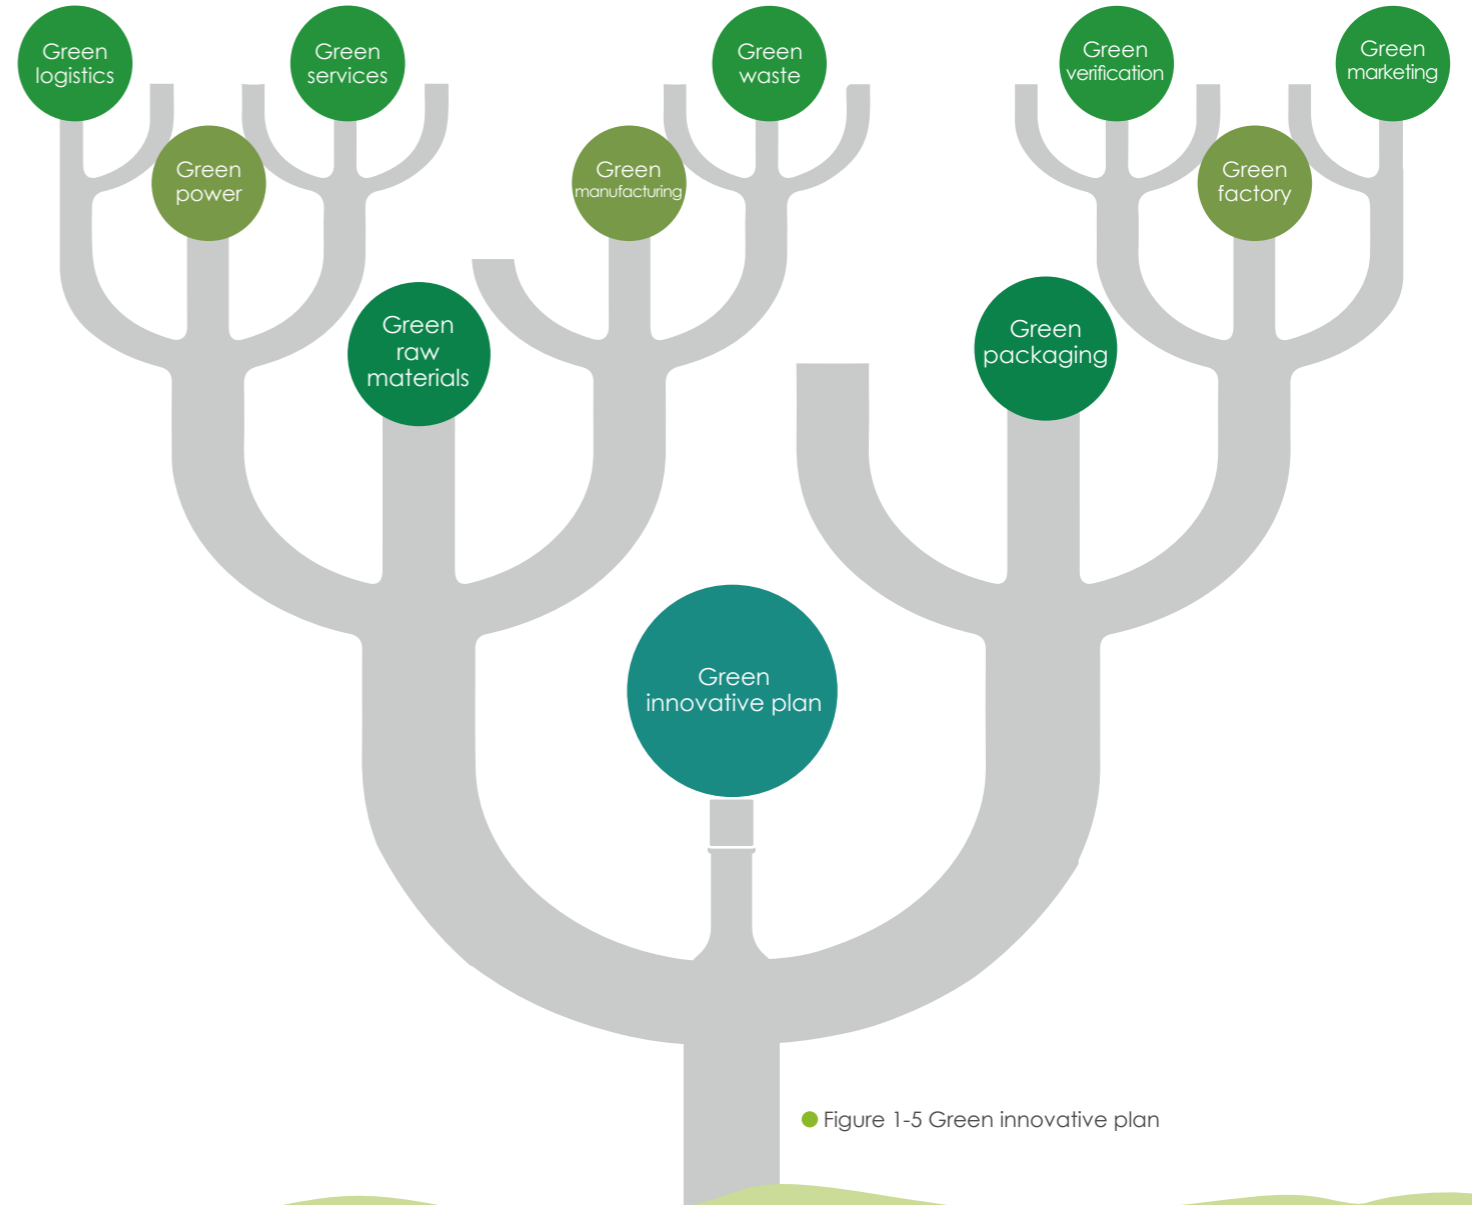 Green
logistics
Green
services
Green
waste
Green
verification
Green
marketing
Green
power
Green
manufacturing
Green
factory
Green
raw
materials
Green
packaging
Green
innovative plan
Figure 1-5 Green innovative plan